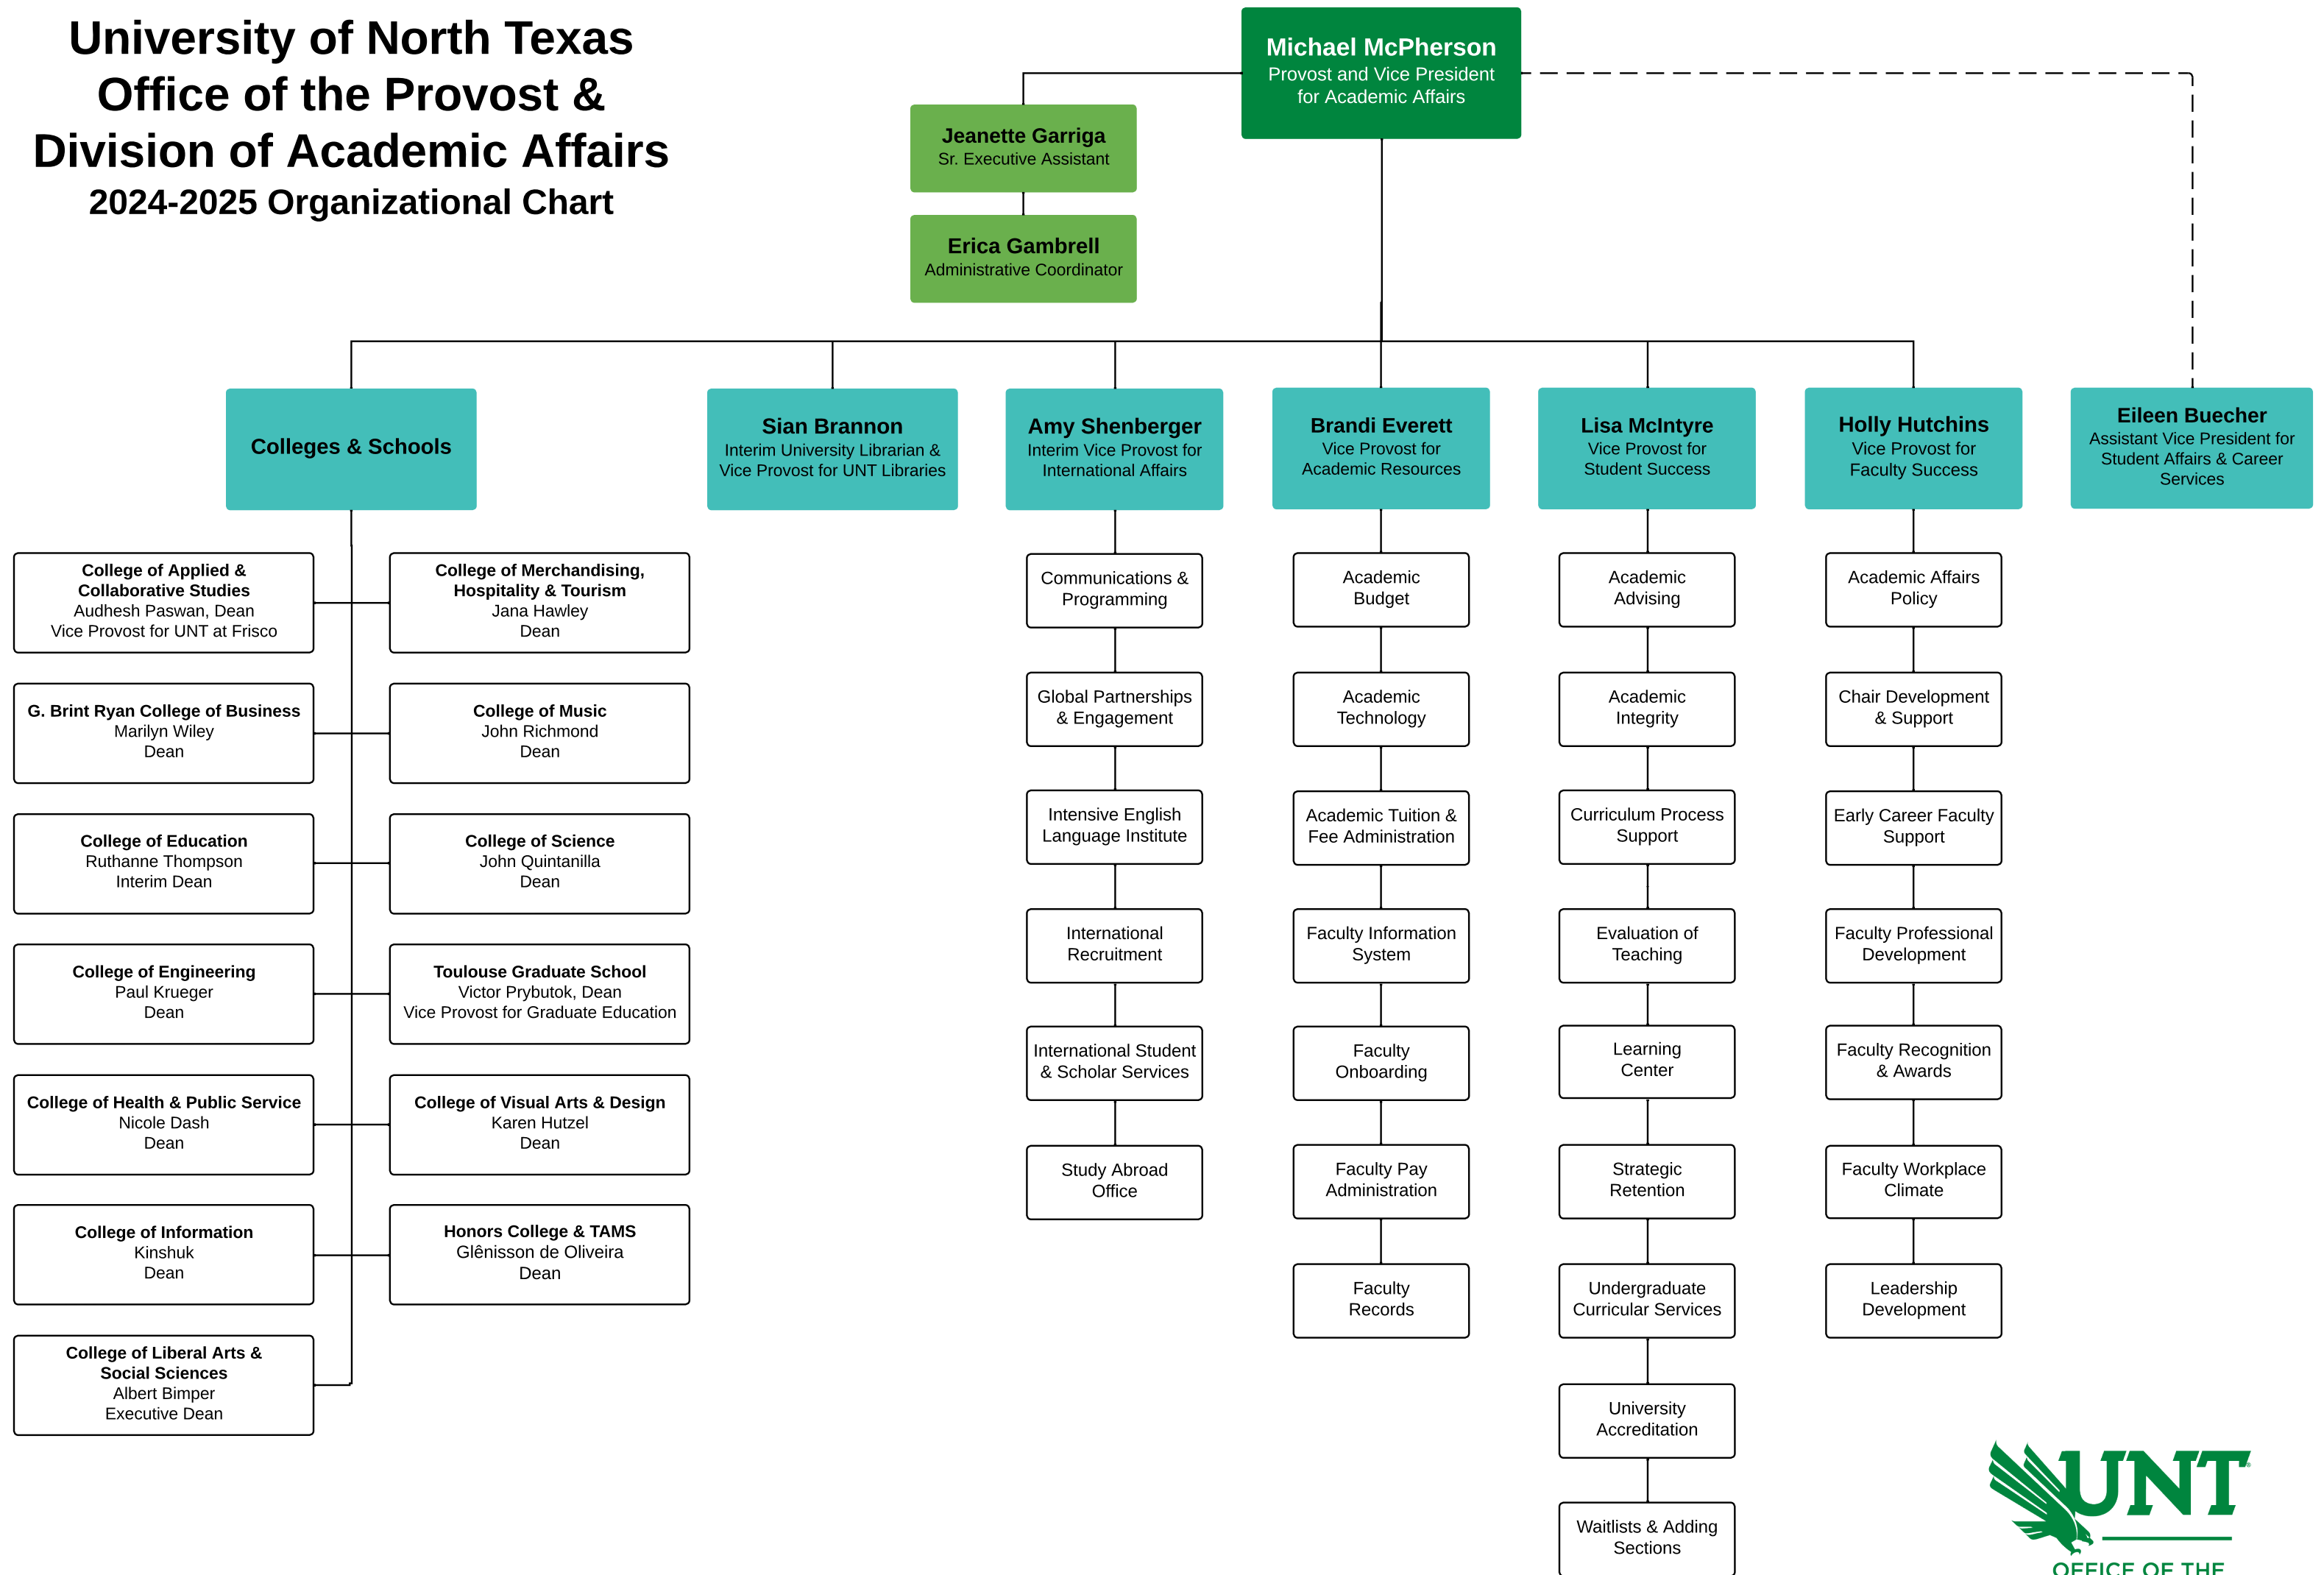 University of North Texas
Office of the Provost &
Division of Academic Affairs
2024-2025 Organizational Chart
Michael McPherson
Provost and Vice President
for Academic Affairs
Jeanette Garriga
Sr. Executive Assistant
Erica Gambrell
Administrative Coordinator
Colleges & Schools
Sian Brannon
Interim University Librarian &
Vice Provost for UNT Libraries
Amy Shenberger
Interim Vice Provost for
International Affairs
Brandi Everett
Vice Provost for
Academic Resources
Lisa McIntyre
Vice Provost for
Student Success
Holly Hutchins
Vice Provost for
Faculty Success
Eileen Buecher
Assistant Vice President for
Student Affairs & Career
Services
College of Applied &
Collaborative Studies
Audhesh Paswan, Dean
Vice Provost for UNT at Frisco
College of Merchandising,
Hospitality & Tourism
Jana Hawley
Dean
G. Brint Ryan College of Business
Marilyn Wiley
Dean
College of Music
John Richmond
Dean
College of Education
Ruthanne Thompson
Interim Dean
College of Science
John Quintanilla
Dean
College of Engineering
Paul Krueger
Dean
Toulouse Graduate School
Victor Prybutok, Dean
Vice Provost for Graduate Education
College of Health & Public Service
Nicole Dash
Dean
College of Visual Arts & Design
Karen Hutzel
Dean
College of Information
Kinshuk
Dean
Honors College & TAMS
Glênisson de Oliveira
Dean
College of Liberal Arts &
Social Sciences
Albert Bimper
Executive Dean
Communications &
Programming
Global Partnerships
& Engagement
Intensive English
Language Institute
International
Recruitment
International Student
& Scholar Services
Study Abroad
Office
Academic
Budget
Academic
Technology
Academic Tuition &
Fee Administration
Faculty Information
System
Faculty
Onboarding
Faculty Pay
Administration
Faculty
Records
Academic
Advising
Academic
Integrity
Curriculum Process
Support
Evaluation of
Teaching
Learning
Center
Strategic
Retention
Undergraduate
Curricular Services
University
Accreditation
Waitlists & Adding
Sections
Academic Affairs
Policy
Chair Development
& Support
Early Career Faculty
Support
Faculty Professional
Development
Faculty Recognition
& Awards
Faculty Workplace
Climate
Leadership
Development
UNT
OFFICE OF THE